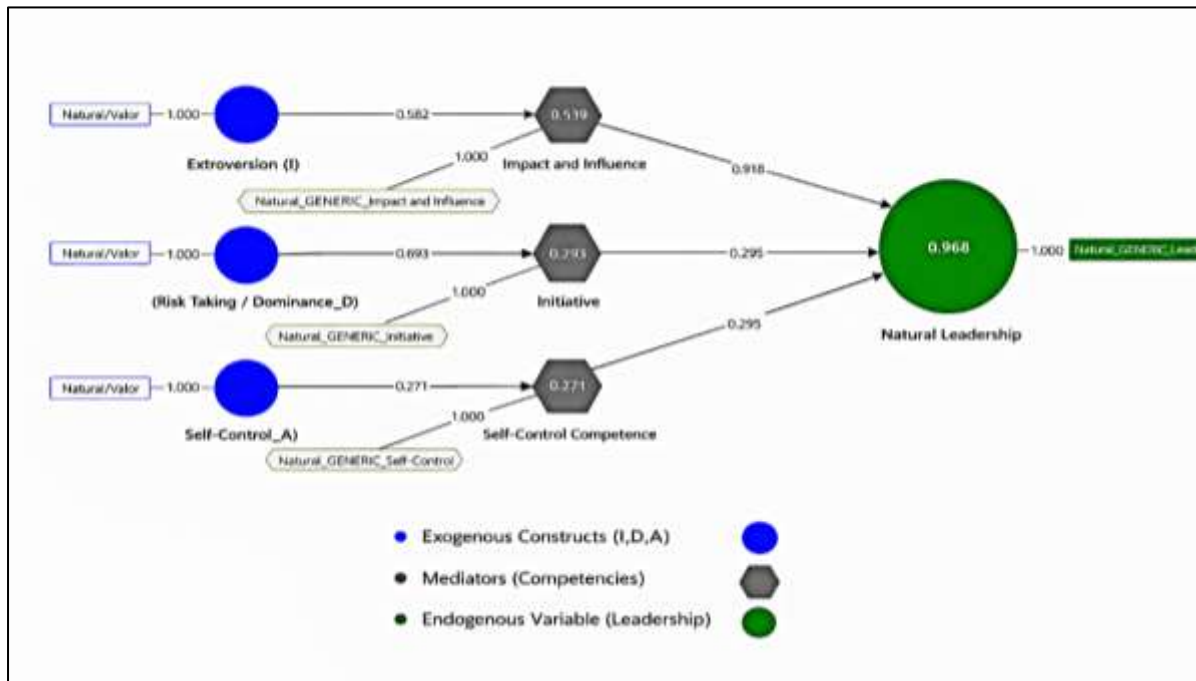 Natural/Valor
1.000
0.582
0.539
Extroversion (I)
1.000
Impact and Influence
0.918
Natural_GENERIC_Impact and Influence
Natural/Valor
1.000
0.693
0.293
0.295
0.968
1.000
Natural_GENERIC_Lead
(Risk Taking / Dominance_D)
1.000
Initiative
Natural Leadership
Natural_GENERIC_Initiative
0.295
Natural/Valor
1.000
0.271
0.271
Self-Control_A)
1.000
Self-Control Competence
Natural_GENERIC_Self-Control
Exogenous Constructs (I,D,A)
Mediators (Competencies)
Endogenous Variable (Leadership)